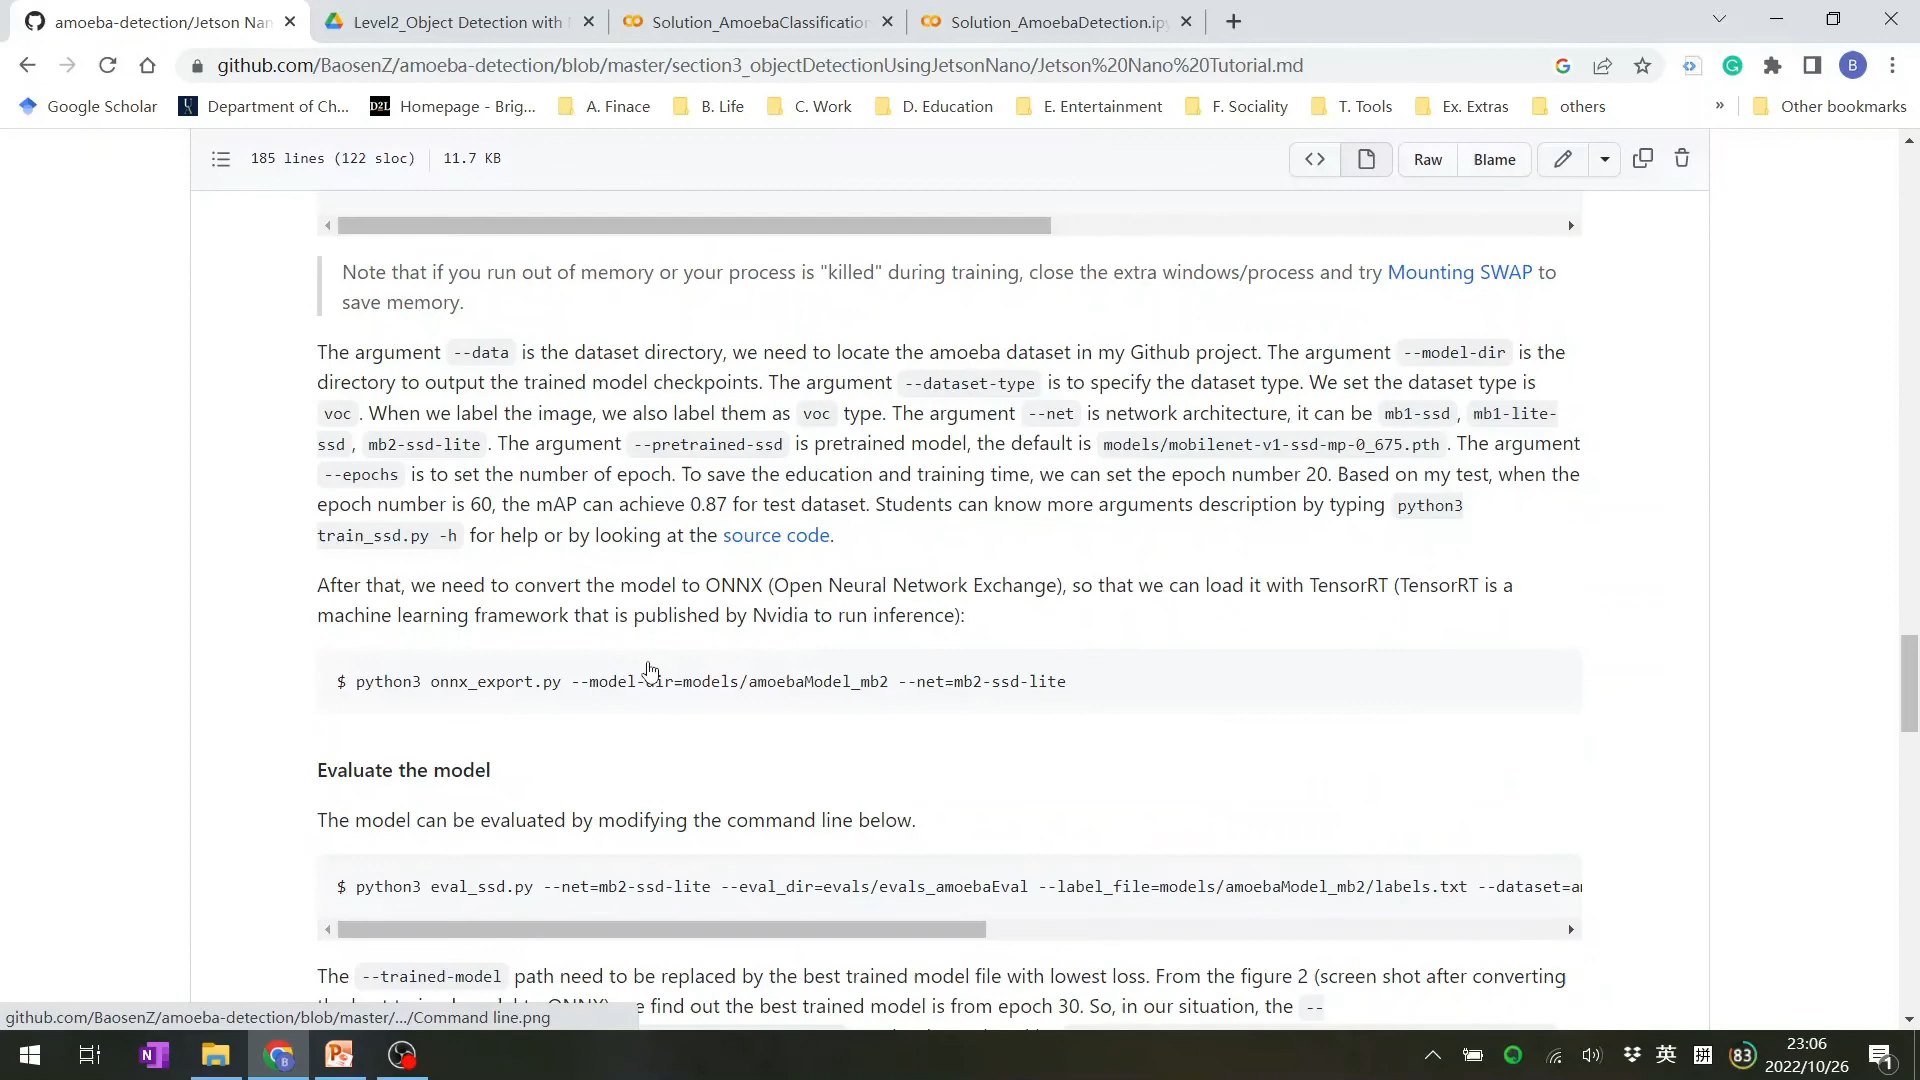 amoeba-detection/Jetson Nan
Level2_Object Detection with
Solution_AmoebaClassification
Solution_AmoebaDetection.ipy
github.com/BaosenZ/amoeba-detection/blob/master/section3_objectDetectionUsingJetsonNano/Jetson%20Nano%20Tutorial.md
B
Google Scholar
Department of Ch...
D2L
Homepage - Brig...
A. Finace
B. Life
C. Work
D. Education
E. Entertainment
F. Sociality
T. Tools
Ex. Extras
others
»
Other bookmarks
185 lines (122 sloc)
11.7 KB
<>
Raw
Blame
Note that if you run out of memory or your process is "killed" during training, close the extra windows/process and try Mounting SWAP to
save memory.
The argument --data is the dataset directory, we need to locate the amoeba dataset in my Github project. The argument --model-dir is the
directory to output the trained model checkpoints. The argument --dataset-type is to specify the dataset type. We set the dataset type is
voc . When we label the image, we also label them as voc type. The argument --net is network architecture, it can be mb1-ssd , mb1-lite-
ssd , mb2-ssd-lite . The argument --pretrained-ssd is pretrained model, the default is models/mobilenet-v1-ssd-mp-0_675.pth . The argument
--epochs is to set the number of epoch. To save the education and training time, we can set the epoch number 20. Based on my test, when the
epoch number is 60, the mAP can achieve 0.87 for test dataset. Students can know more arguments description by typing python3
train_ssd.py -h for help or by looking at the source code.
After that, we need to convert the model to ONNX (Open Neural Network Exchange), so that we can load it with TensorRT (TensorRT is a
machine learning framework that is published by Nvidia to run inference):
$ python3 onnx_export.py --model-dir=models/amoebaModel_mb2 --net=mb2-ssd-lite
Evaluate the model
The model can be evaluated by modifying the command line below.
$ python3 eval_ssd.py --net=mb2-ssd-lite --eval_dir=evals/evals_amoebaEval --label_file=models/amoebaModel_mb2/labels.txt --dataset=am
The --trained-model path need to be replaced by the best trained model file with lowest loss. From the figure 2 (screen shot after converting
find out the best trained model is from epoch 30. So, in our situation, the --
github.com/BaosenZ/amoeba-detection/blob/master/.../Command line.png
英
拼
83
23:06
2022/10/26
1